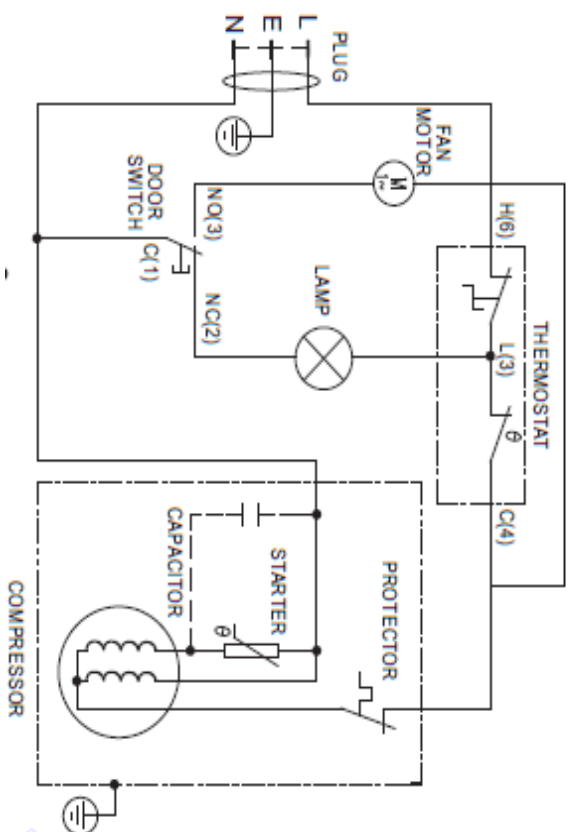 PLUG
L
E
N
FAN
MOTOR
M
1~
H(6)
THERMOSTAT
L(3)
θ
C(4)
NO(3)
DOOR
SWITCH
C(1)
NC(2)
LAMP
PROTECTOR
STARTER
θ
CAPACITOR
COMPRESSOR